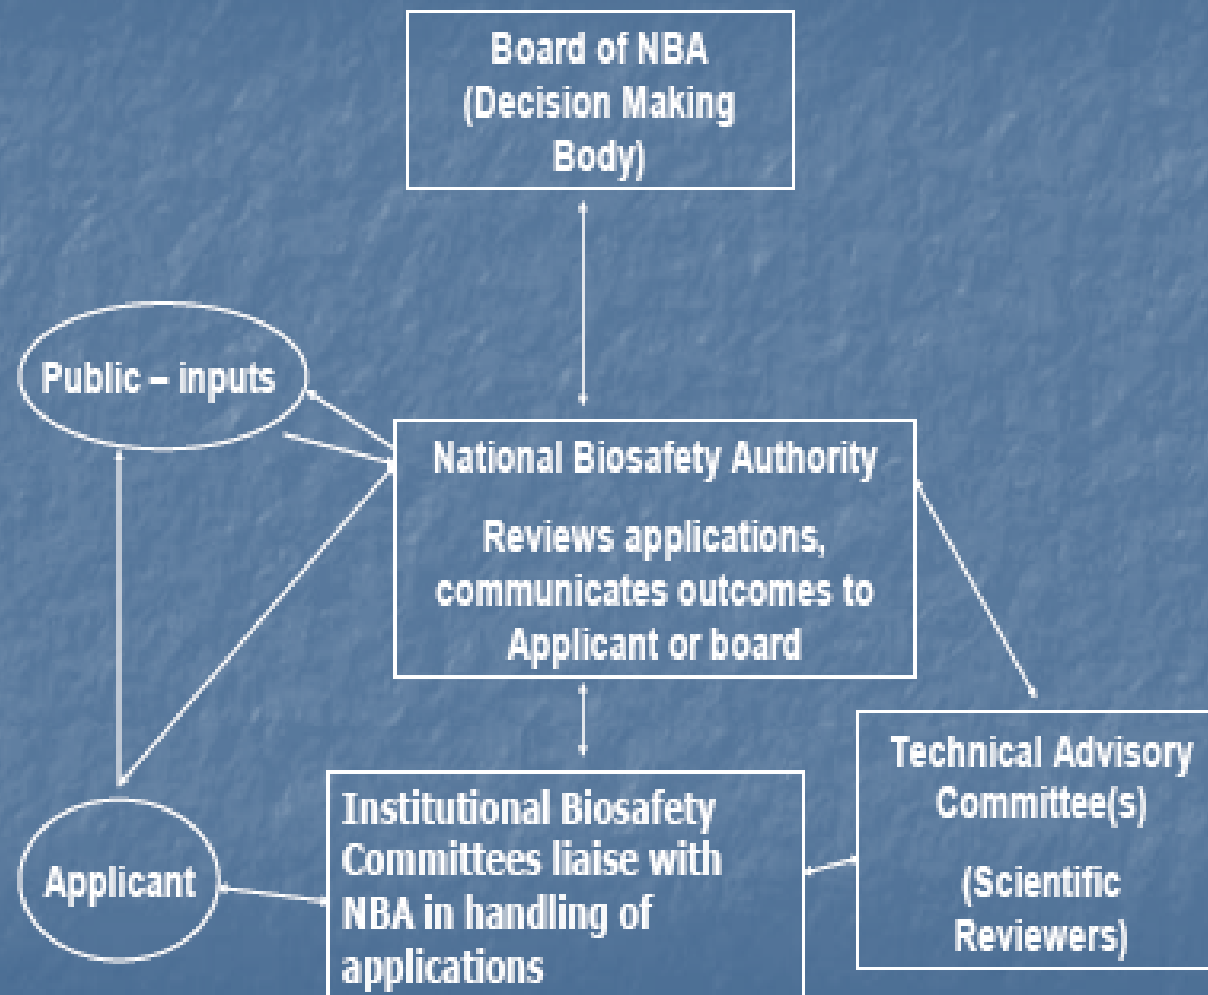 Board of NBA
(Decision Making
Body)
Public – inputs
National Biosafety Authority
Reviews applications,
communicates outcomes to
Applicant or board
Technical Advisory
Committee(s)
(Scientific
Reviewers)
Institutional Biosafety
Committees liaise with
NBA in handling of
applications
Applicant